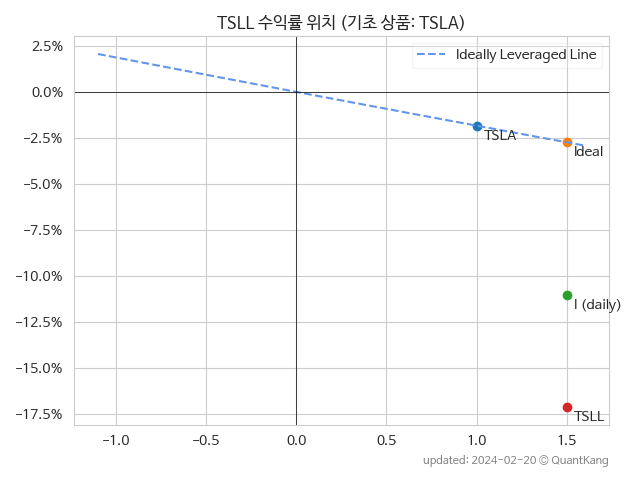 TSLL 수익률 위치 (기초 상품: TSLA)
2.5%
0.0%
−2.5%
−5.0%
−7.5%
−10.0%
−12.5%
−15.0%
−17.5%
Ideally Leveraged Line
TSLA
Ideal
I (daily)
TSLL
−1.0
−0.5
0.0
0.5
1.0
1.5
updated: 2024-02-20 © QuantKang